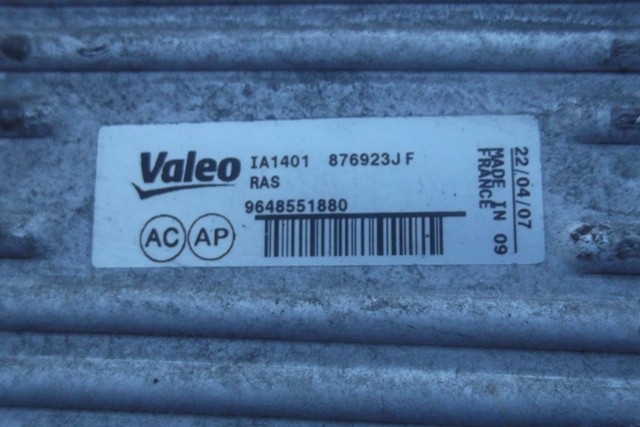 Valeo
IA1401 876923J F
RAS
9648551880
AC AP
22/04/07
MADE IN 09
FRANCE